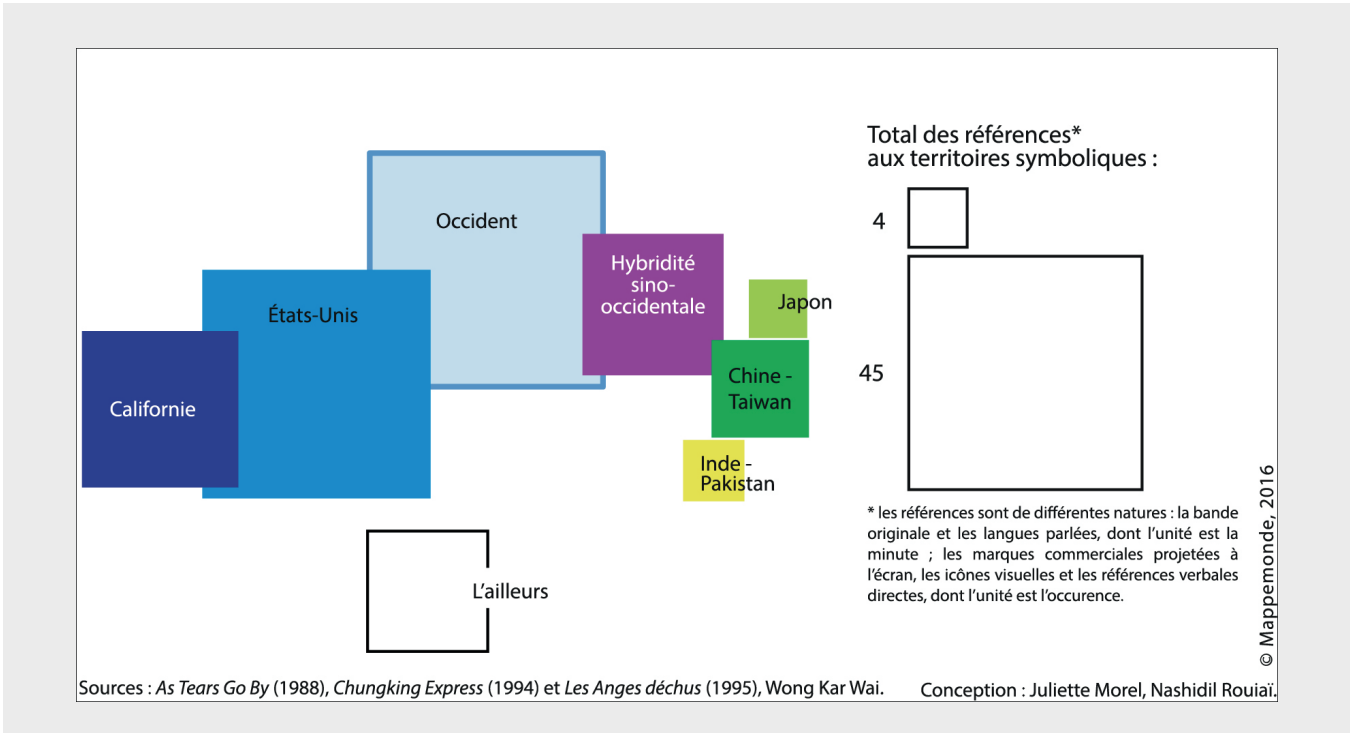 Total des références*
aux territoires symboliques :
4
45
Occident
Hybridité
sino-
occidentale
Japon
États-Unis
Chine -
Taiwan
Californie
Inde -
Pakistan
L'ailleurs
* les références sont de différentes natures : la bande
originale et les langues parlées, dont l'unité est la
minute ; les marques commerciales projetées à
l'écran, les icônes visuelles et les références verbales
directes, dont l'unité est l'occurence.
© Mappemonde, 2016
Sources : As Tears Go By (1988), Chungking Express (1994) et Les Anges déchus (1995), Wong Kar Wai.
Conception : Juliette Morel, Nashidil Rouiaï.